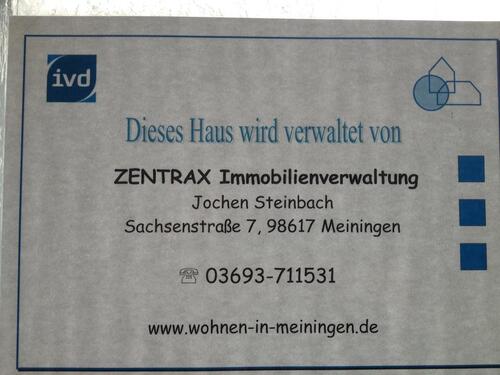 ivd
Dieses Haus wird verwaltet von
ZENTRAX Immobilienverwaltung
Jochen Steinbach
Sachsenstraße 7, 98617 Meiningen
☏ 03693-711531
www.wohnen-in-meiningen.de